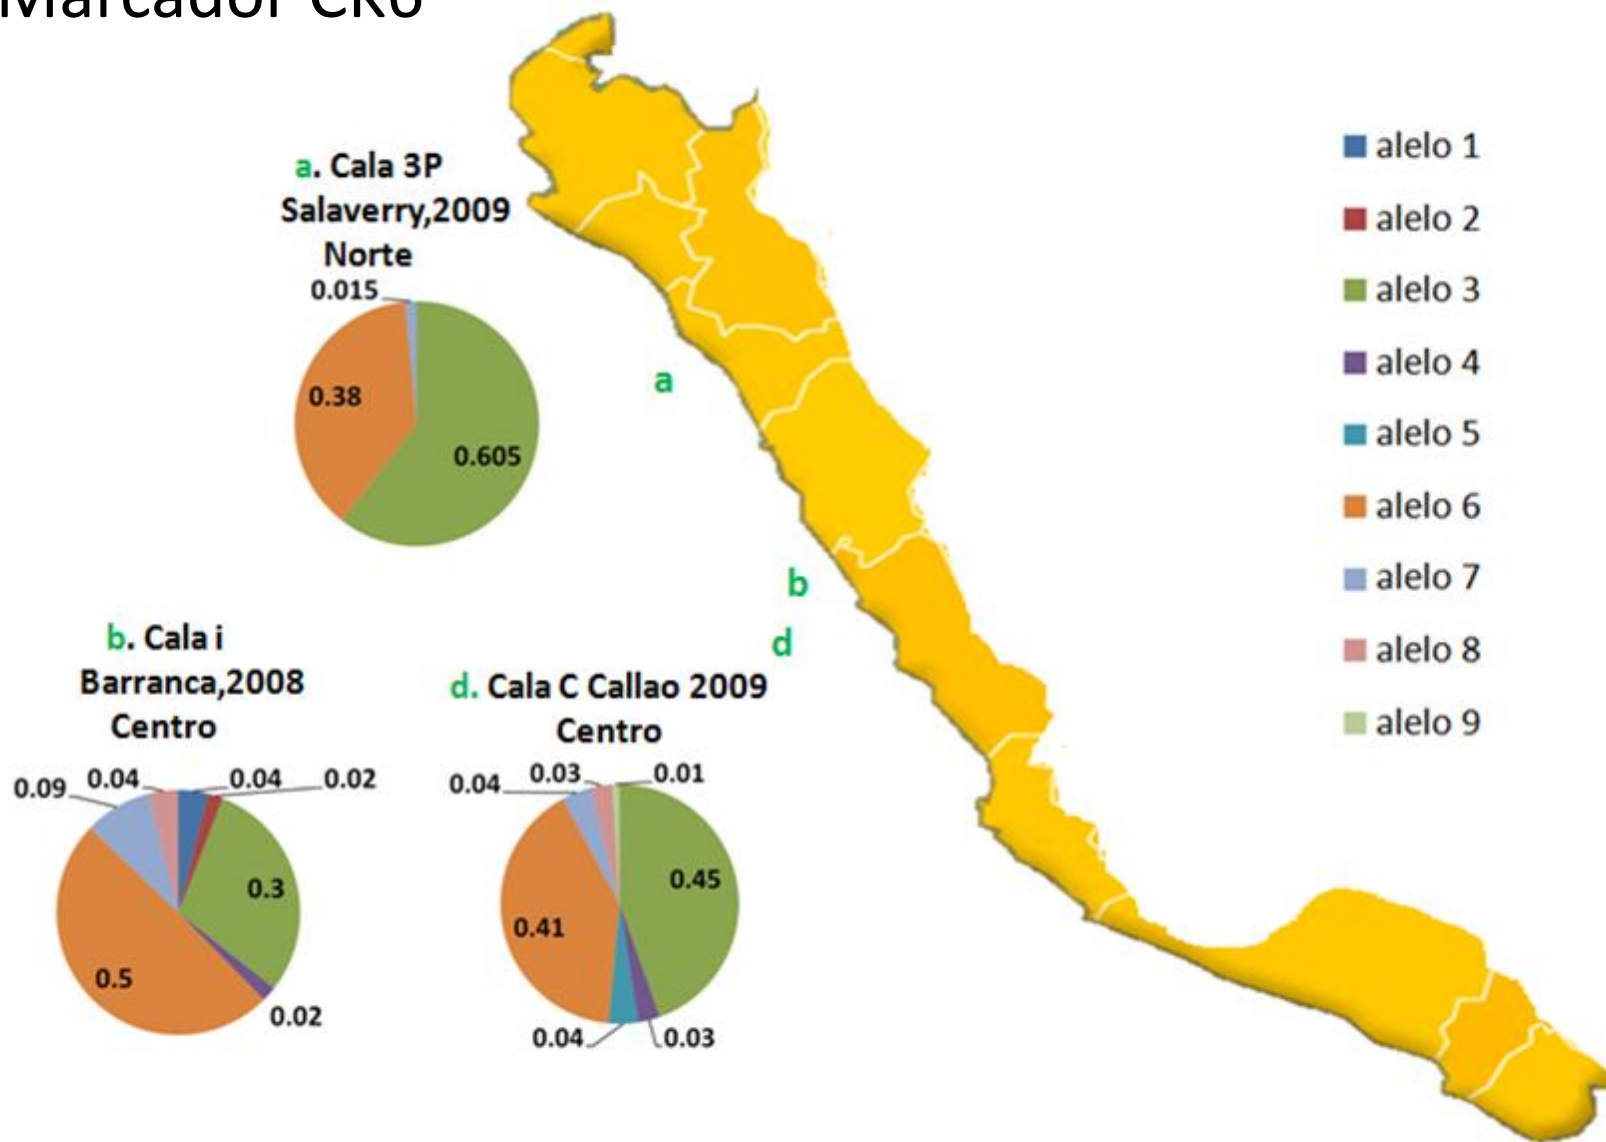 Marcador CR6
a. Cala 3P
Salaverry,2009
Norte
0.015
0.38
0.605
a
b
d
b. Cala i
Barranca,2008
Centro
0.09
0.04
0.04
0.02
0.3
0.5
0.02
d. Cala C Callao 2009
Centro
0.04
0.03
0.01
0.45
0.41
0.04
0.03
alelo 1
alelo 2
alelo 3
alelo 4
alelo 5
alelo 6
alelo 7
alelo 8
alelo 9